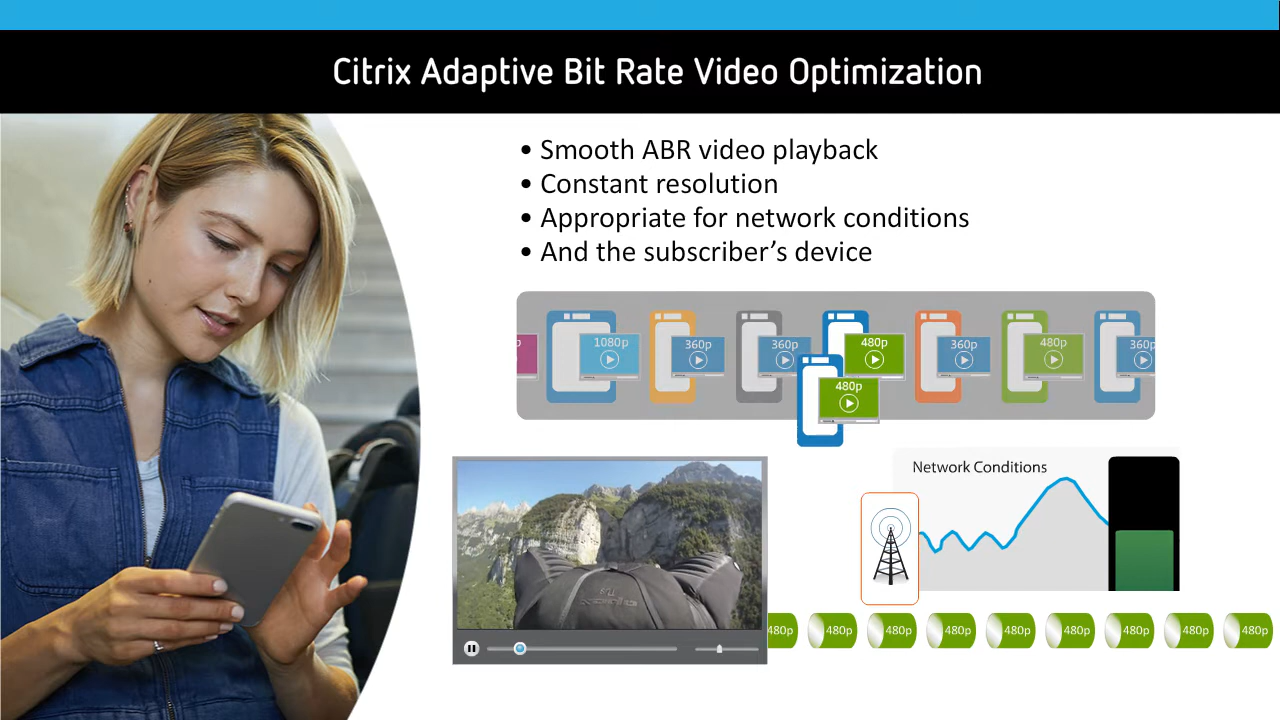 Citrix Adaptive Bit Rate Video Optimization
• Smooth ABR video playback
• Constant resolution
• Appropriate for network conditions
• And the subscriber’s device
1080p
360p
360p
480p
360p
480p
360p
480p
Network Conditions
480p
480p
480p
480p
480p
480p
480p
480p
480p